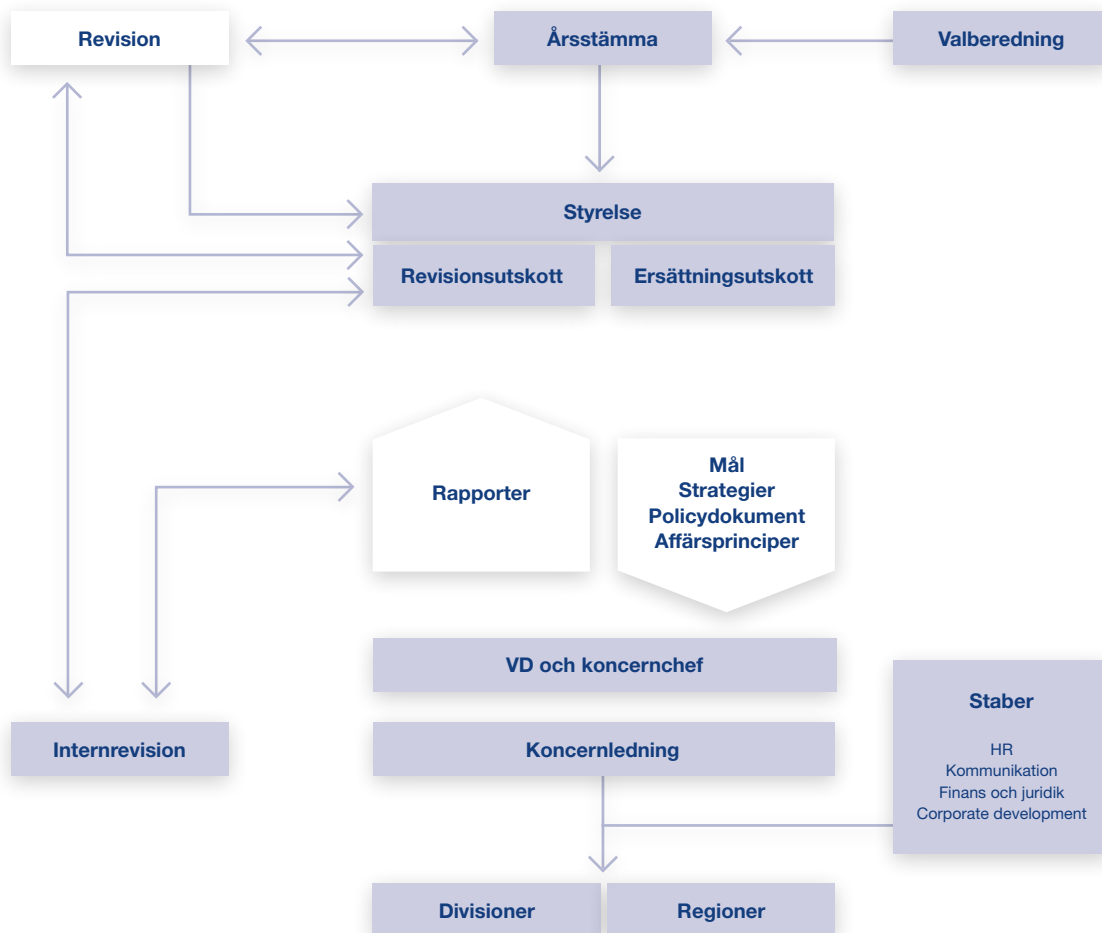 Revision
Årsstämma
Valberedning
Styrelse
Revisionsutskott
Ersättningsutskott
Rapporter
Mål
Strategier
Policydokument
Affärsprinciper
VD och koncernchef
Internrevision
Koncernledning
Staber
HR
Kommunikation
Finans och juridik
Corporate development
Divisioner
Regioner